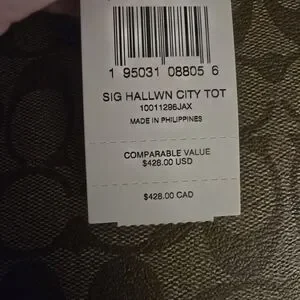 1 95031 08805 6
SIG HALLWN CITY TOT
10011296JAX
MADE IN PHILIPPINES
COMPARABLE VALUE
$428.00 USD
$428.00 CAD